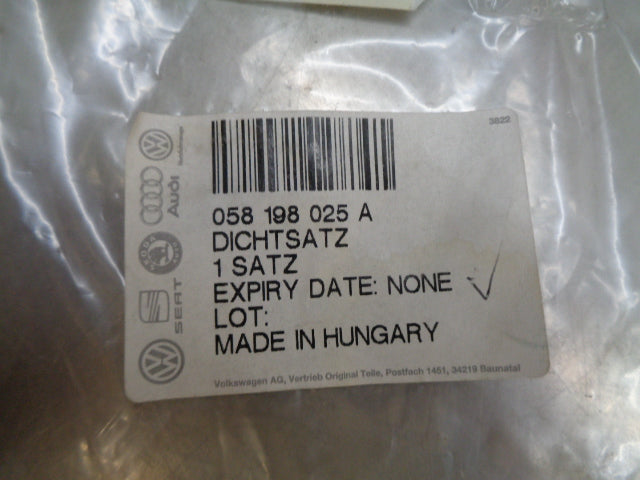 3622
058 198 025 A
DICHTSATZ
1 SATZ
EXPIRY DATE: NONE
LOT:
MADE IN HUNGARY
Volkswagen AG, Vertrieb Original Teile, Postfach 1451, 34219 Baunatal
Audi
SEAT